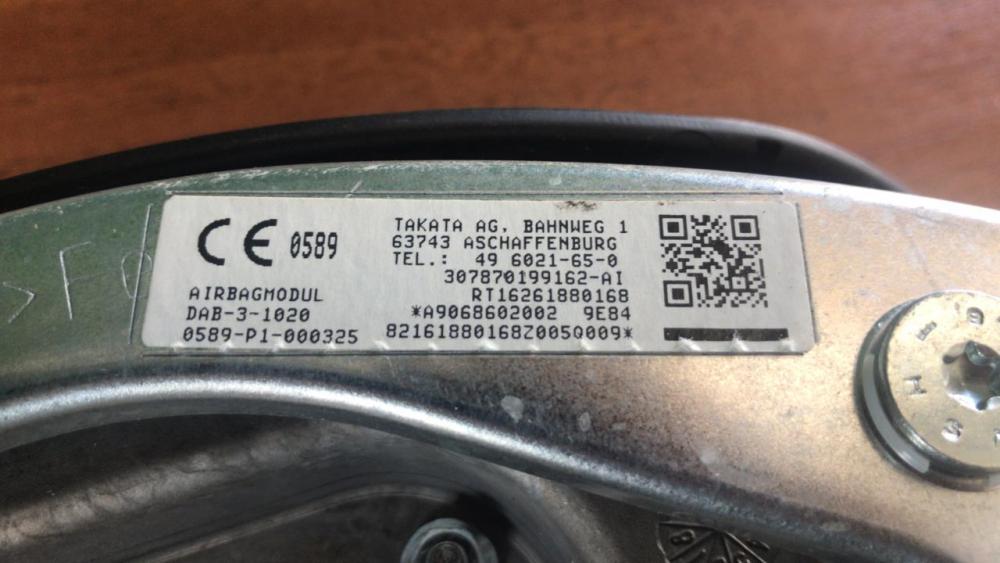 CE 0589
AIRBAGMODUL
DAB-3-1020
0589-P1-000325
TAKATA AG, BAHNWEG 1
63743 ASCHAFFENBURG
TEL.: 49 6021-65-0
307870199162-AI
RT16261880168
*A9068602002 9E84
82161880168Z005Q009*